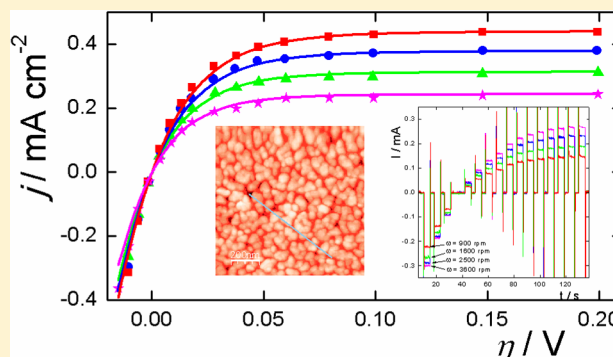 j / mA cm-2
0.4
0.2
0.0
-0.2
-0.4
0.00
0.05
0.10
0.15
0.20
η / V
I / mA
0.3
0.2
0.1
0.0
-0.1
-0.2
-0.3
ω = 900 rpm
ω = 1600 rpm
ω = 2500 rpm
ω = 3600 rpm
20 40 60 80 100 120
t / s